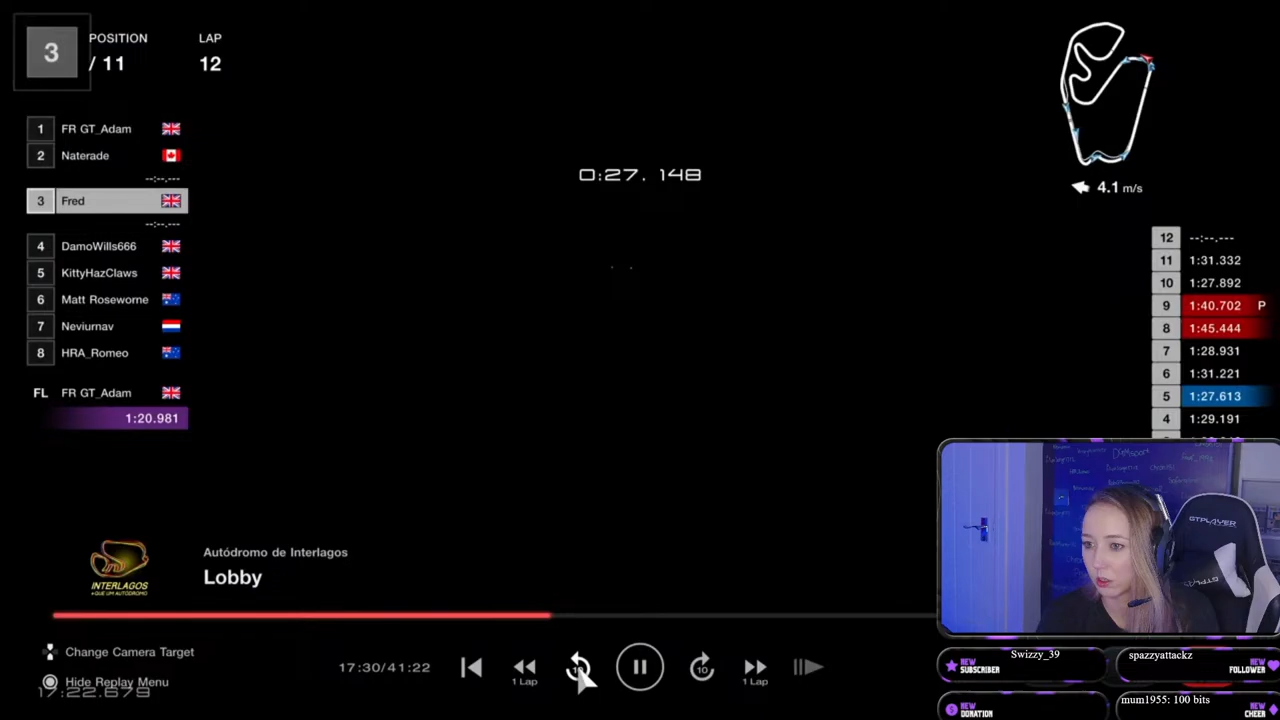 3
POSITION
/ 11
LAP
12
1 FR GT_Adam
2 Naterade
--:--.---
3 Fred
--:--.---
4 DamoWills666
5 KittyHazClaws
6 Matt Roseworne
7 Neviurnav
8 HRA_Romeo
FL FR GT_Adam
1:20.981
0:27.148
4.1 m/s
12 --:--.---
11 1:31.332
10 1:27.892
9 1:40.702 P
8 1:45.444
7 1:28.931
6 1:31.221
5 1:27.613
4 1:29.191
INTERLAGOS
Autódromo de Interlagos
Lobby
Change Camera Target
Hide Replay Menu
17:22.679
17:30/41:22
1 Lap
10
10
1 Lap
GTPLAYER
NEW SUBSCRIBER
Swizzy_39
spazzyattackz
NEW FOLLOWER
NEW DONATION
mum1955: 100 bits
NEW CHEER